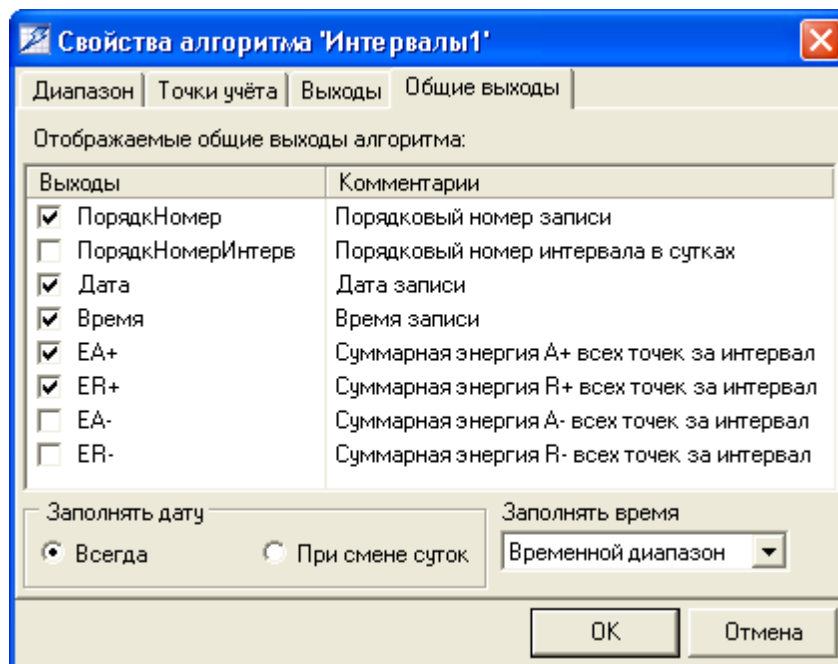 Свойства алгоритма 'Интервалы1'
Диапазон Точки учёта Выходы Общие выходы
Отображаемые общие выходы алгоритма:
Выходы Комментарии
ПорядкНомер Порядковый номер записи
ПорядкНомерИнтерв Порядковый номер интервала в сутках
Дата Дата записи
Время Время записи
EA+ Суммарная энергия A+ всех точек за интервал
ER+ Суммарная энергия R+ всех точек за интервал
EA- Суммарная энергия A- всех точек за интервал
ER- Суммарная энергия R- всех точек за интервал
Заполнять дату Заполнять время
Всегда При смене суток Временной диапазон
OK Отмена